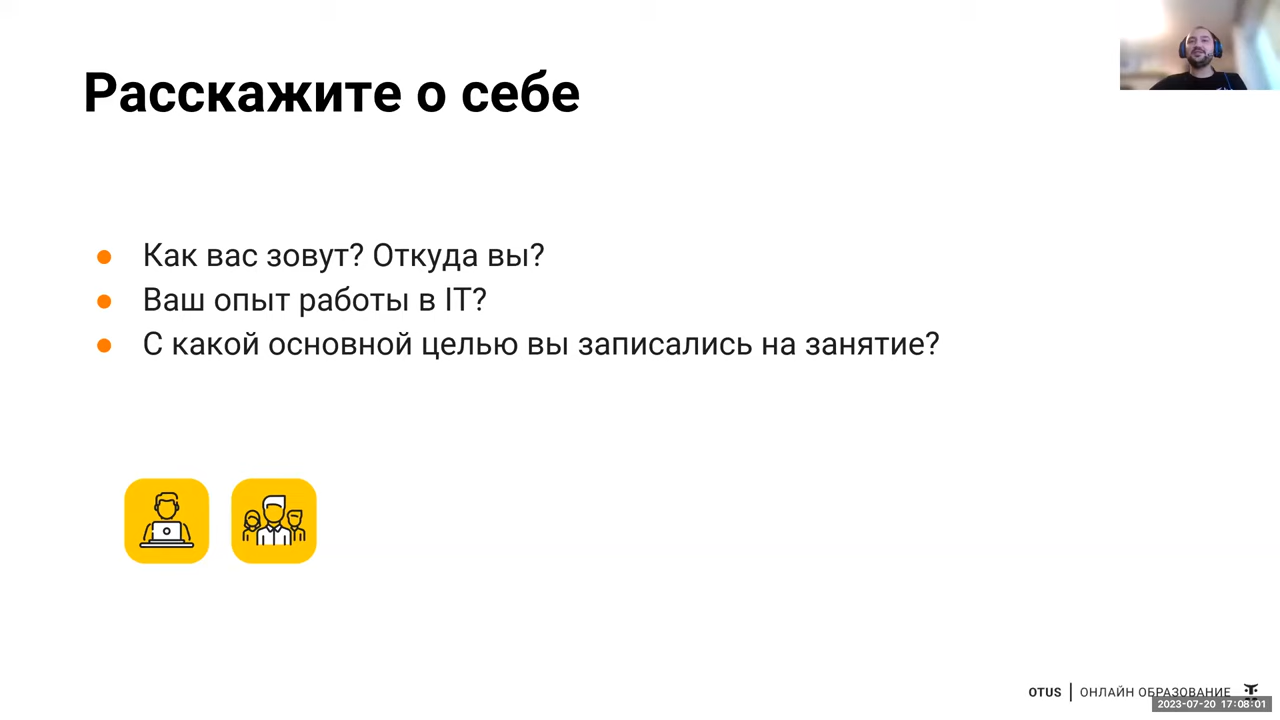 Расскажите о себе
Как вас зовут? Откуда вы?
Ваш опыт работы в IT?
С какой основной целью вы записались на занятие?
OTUS | ОНЛАЙН ОБРАЗОВАНИЕ
2023-07-20 17:08:01